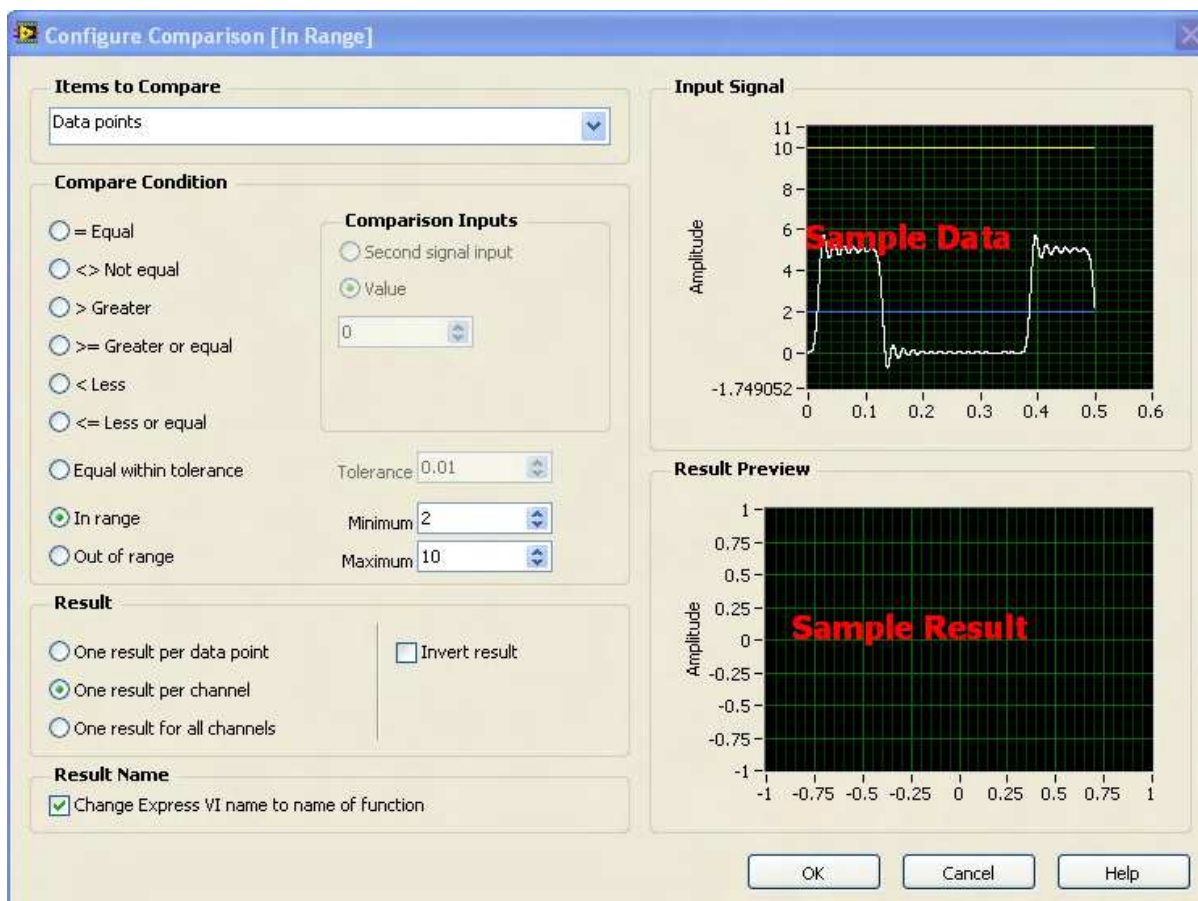 Configure Comparison [In Range]
Items to Compare
Data points
Compare Condition
= Equal
<> Not equal
> Greater
>= Greater or equal
< Less
<= Less or equal
Comparison Inputs
Second signal input
Value
0
Equal within tolerance
Tolerance 0.01
In range
Minimum 2
Out of range
Maximum 10
Result
One result per data point
One result per channel
One result for all channels
Invert result
Result Name
Change Express VI name to name of function
Input Signal
11
10
8
6
4
2
0
-1.749052
Amplitude
Sample Data
0 0.1 0.2 0.3 0.4 0.5 0.6
Result Preview
1
0.75
0.5
0.25
0
-0.25
-0.5
-0.75
-1
Amplitude
Sample Result
-1 -0.75 -0.5 -0.25 0 0.25 0.5 0.75 1
OK Cancel Help